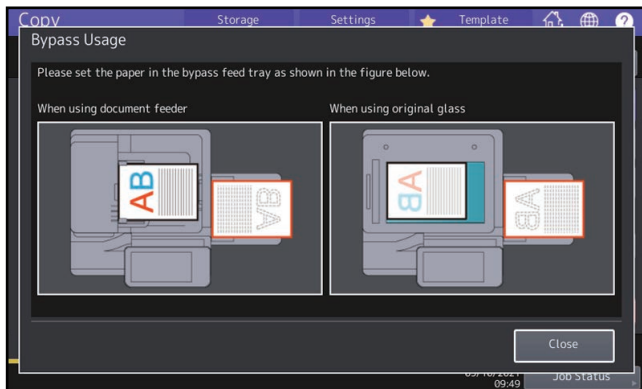 Copy Storage Settings Template ?
Bypass Usage
Please set the paper in the bypass feed tray as shown in the figure below.
When using document feeder When using original glass
AB AB AB AB
Close
09:49 Job Status